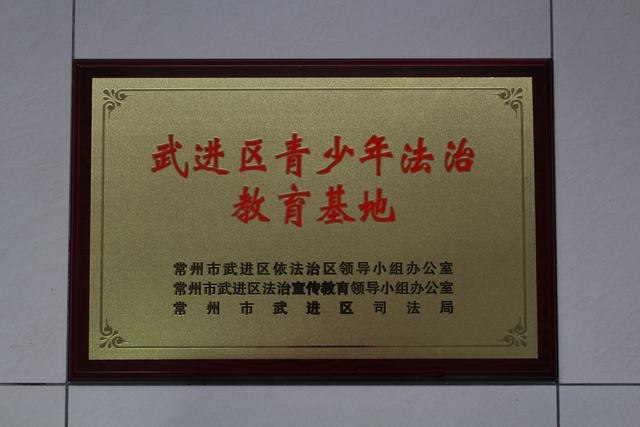 武进区青少年法治
教育基地
常州市武进区依法治区领导小组办公室
常州市武进区法治宣传教育领导小组办公室
常州市武进区司法局